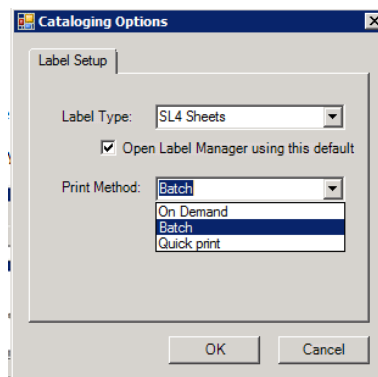 Cataloging Options
Label Setup
Label Type: SL4 Sheets
Open Label Manager using this default
Print Method: Batch
On Demand
Batch
Quick print
OK Cancel